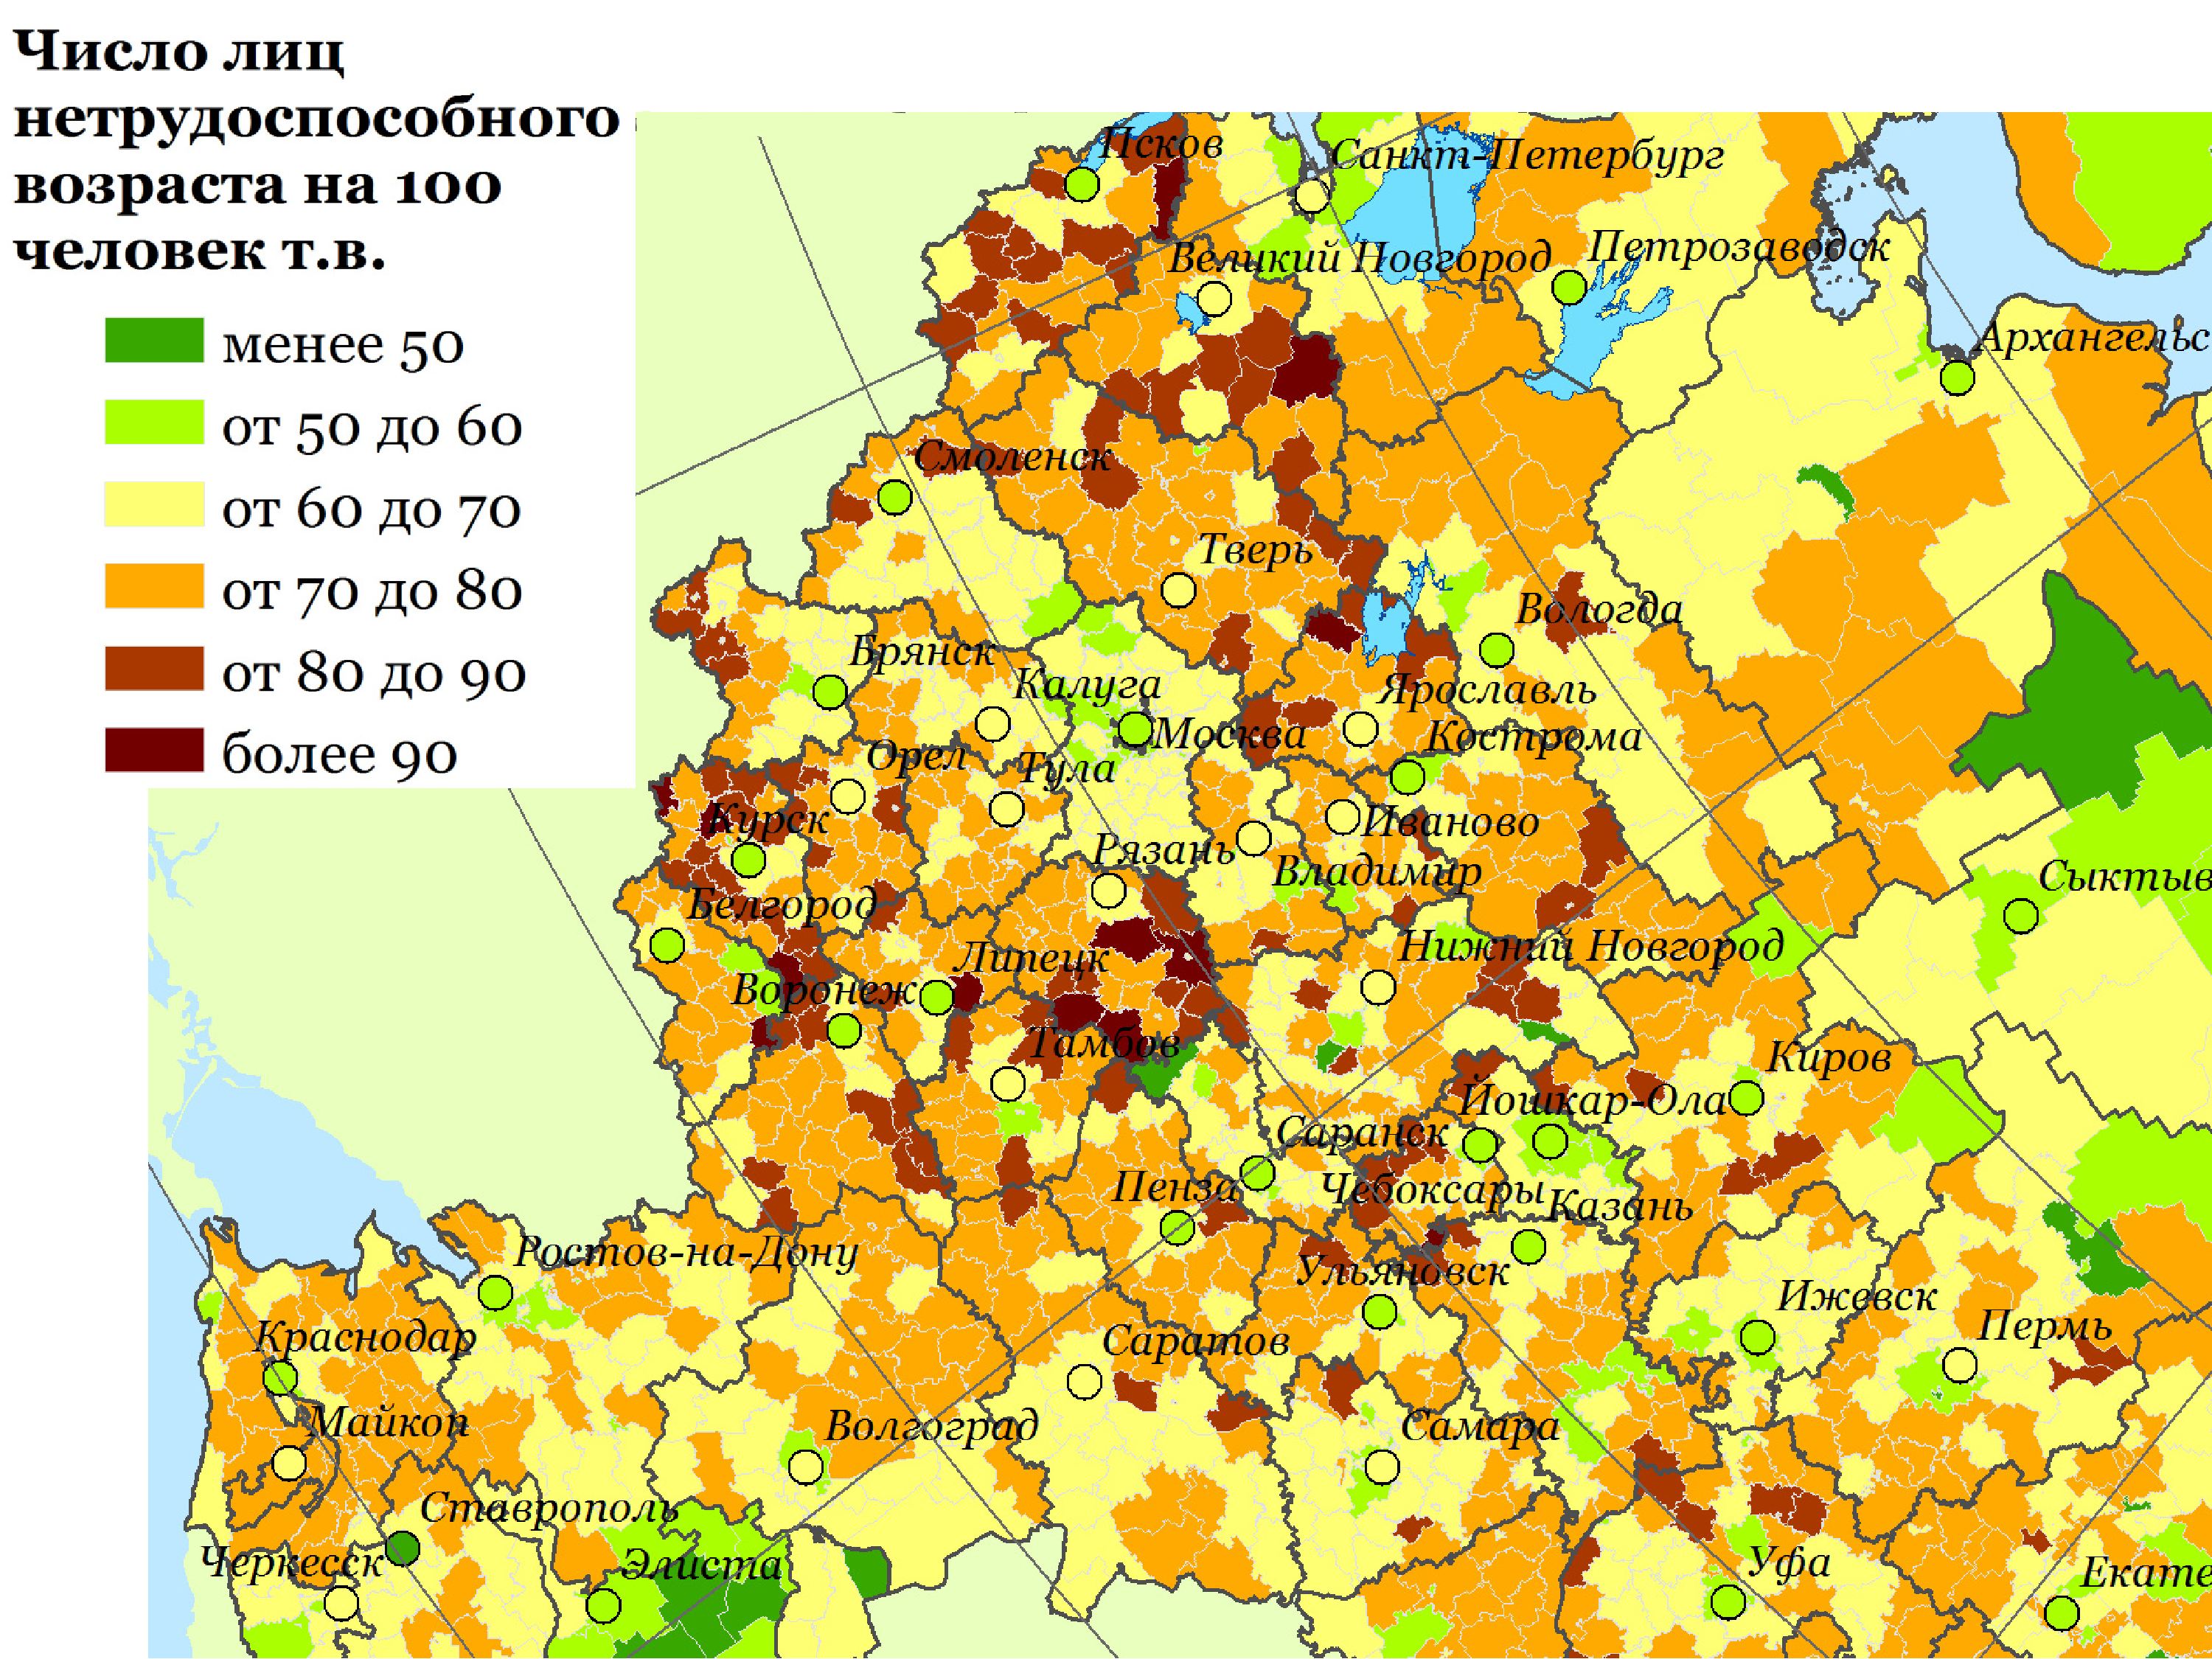 Число лиц
нетрудоспособного
возраста на 100
человек т.в.
менее 50
от 50 до 60
от 60 до 70
от 70 до 80
от 80 до 90
более 90
Псков
Санкт-Петербург
Великий Новгород
Петрозаводск
Архангельс
Смоленск
Тверь
Вологда
Брянск
Калуга
Ярославль
Москва
Кострома
Орел
Тула
Курск
Иваново
Рязань
Владимир
Сыктыв
Белгород
Нижний Новгород
Липецк
Воронеж
Тамбов
Киров
Йошкар-Ола
Саранск
Пенза
Чебоксары
Казань
Ростов-на-Дону
Ульяновск
Ижевск
Краснодар
Саратов
Пермь
Майкоп
Волгоград
Самара
Ставрополь
Черкесск
Элиста
Уфа
Екате